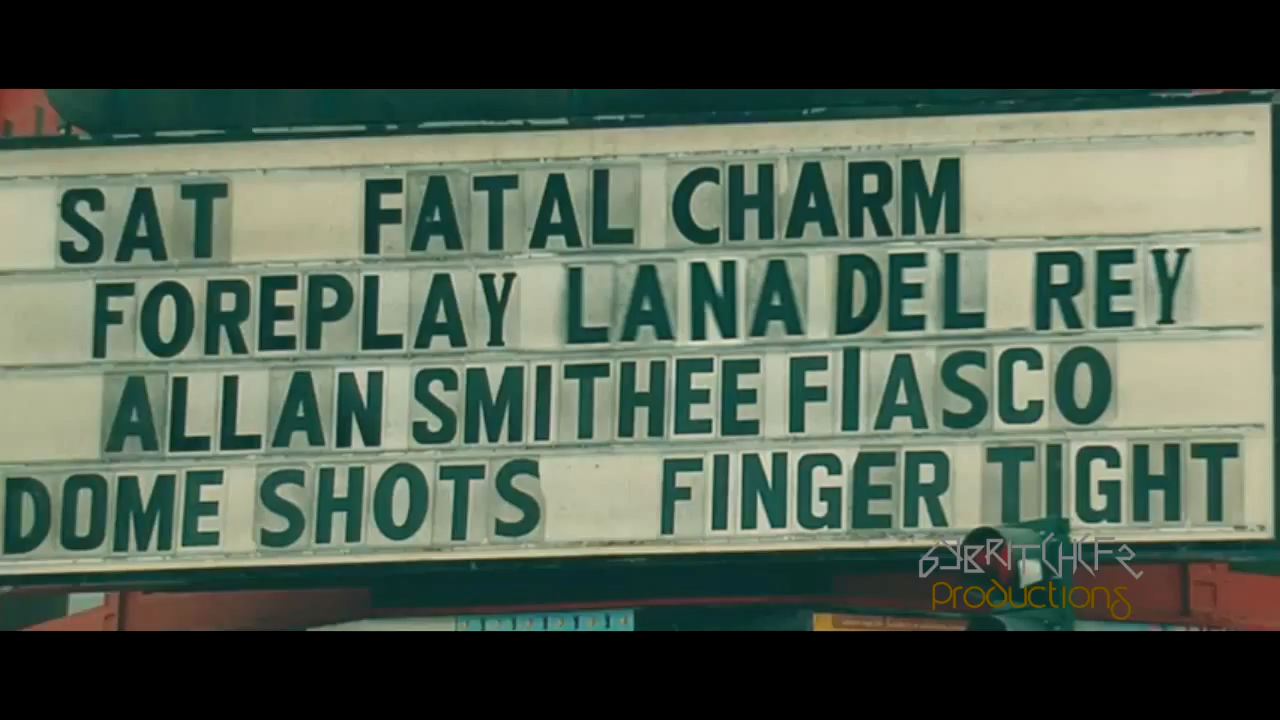 SAT FATAL CHARM
FOREPLAY LANA DEL REY
ALLAN SMITHEE FIASCO
DOME SHOTS FINGER TIGHT
Productions